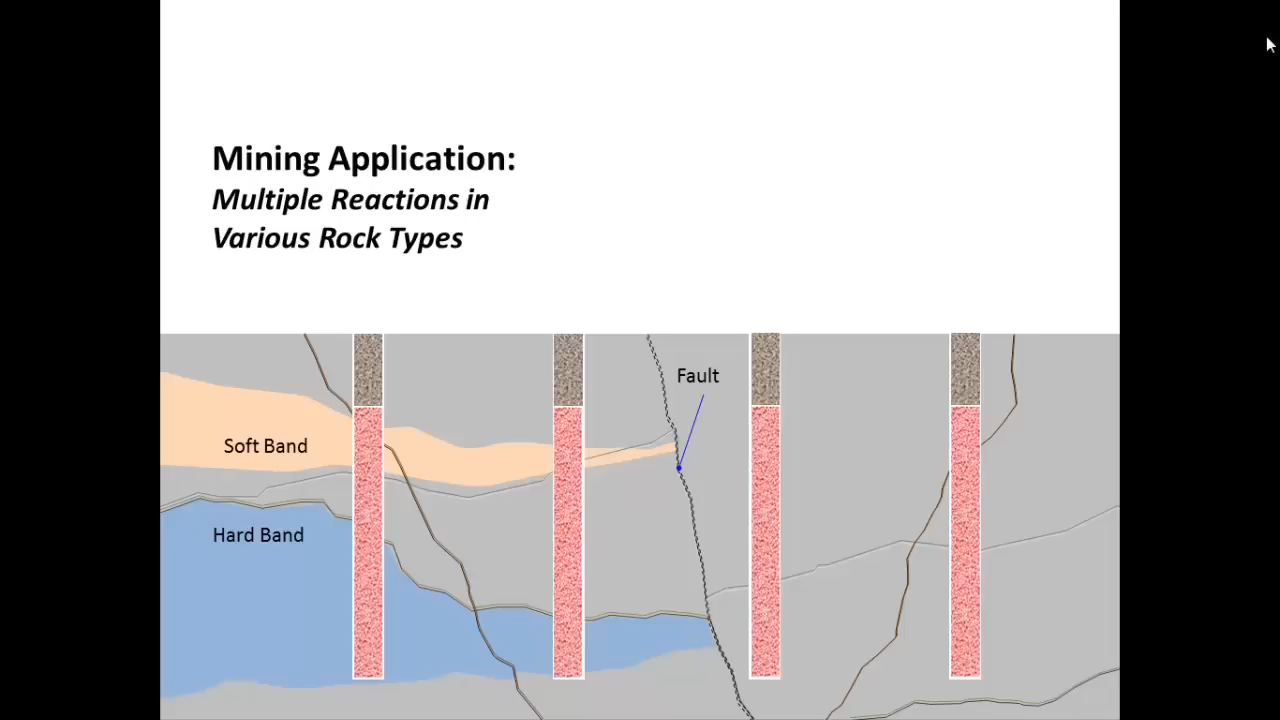 Mining Application:
Multiple Reactions in
Various Rock Types
Fault
Soft Band
Hard Band